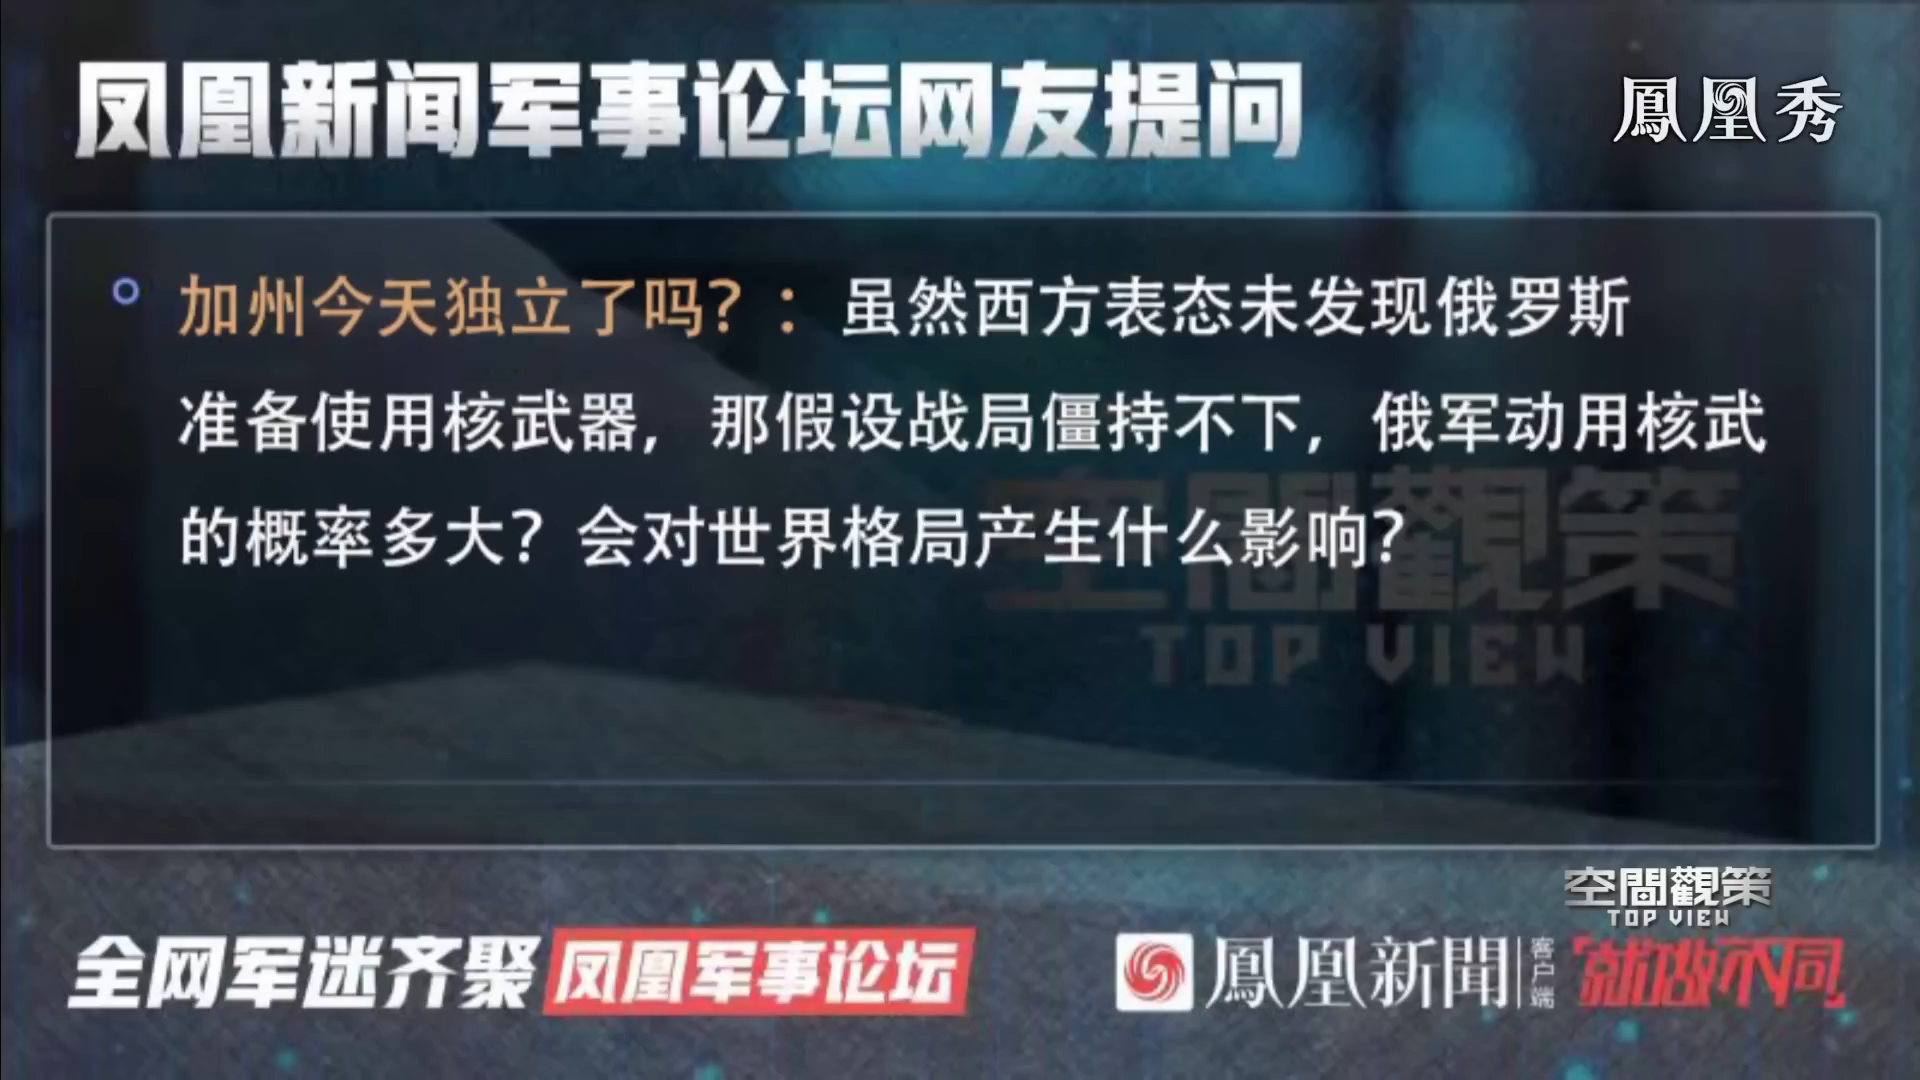 凤凰新闻军事论坛网友提问
鳳凰秀
加州今天独立了吗？：虽然西方表态未发现俄罗斯
准备使用核武器，那假设战局僵持不下，俄军动用核武
的概率多大？会对世界格局产生什么影响？
空間觀策
TOP VIEW
空間觀策
TOP VIEW
全网军迷齐聚 凤凰军事论坛
鳳凰新聞 客户端 就做不同